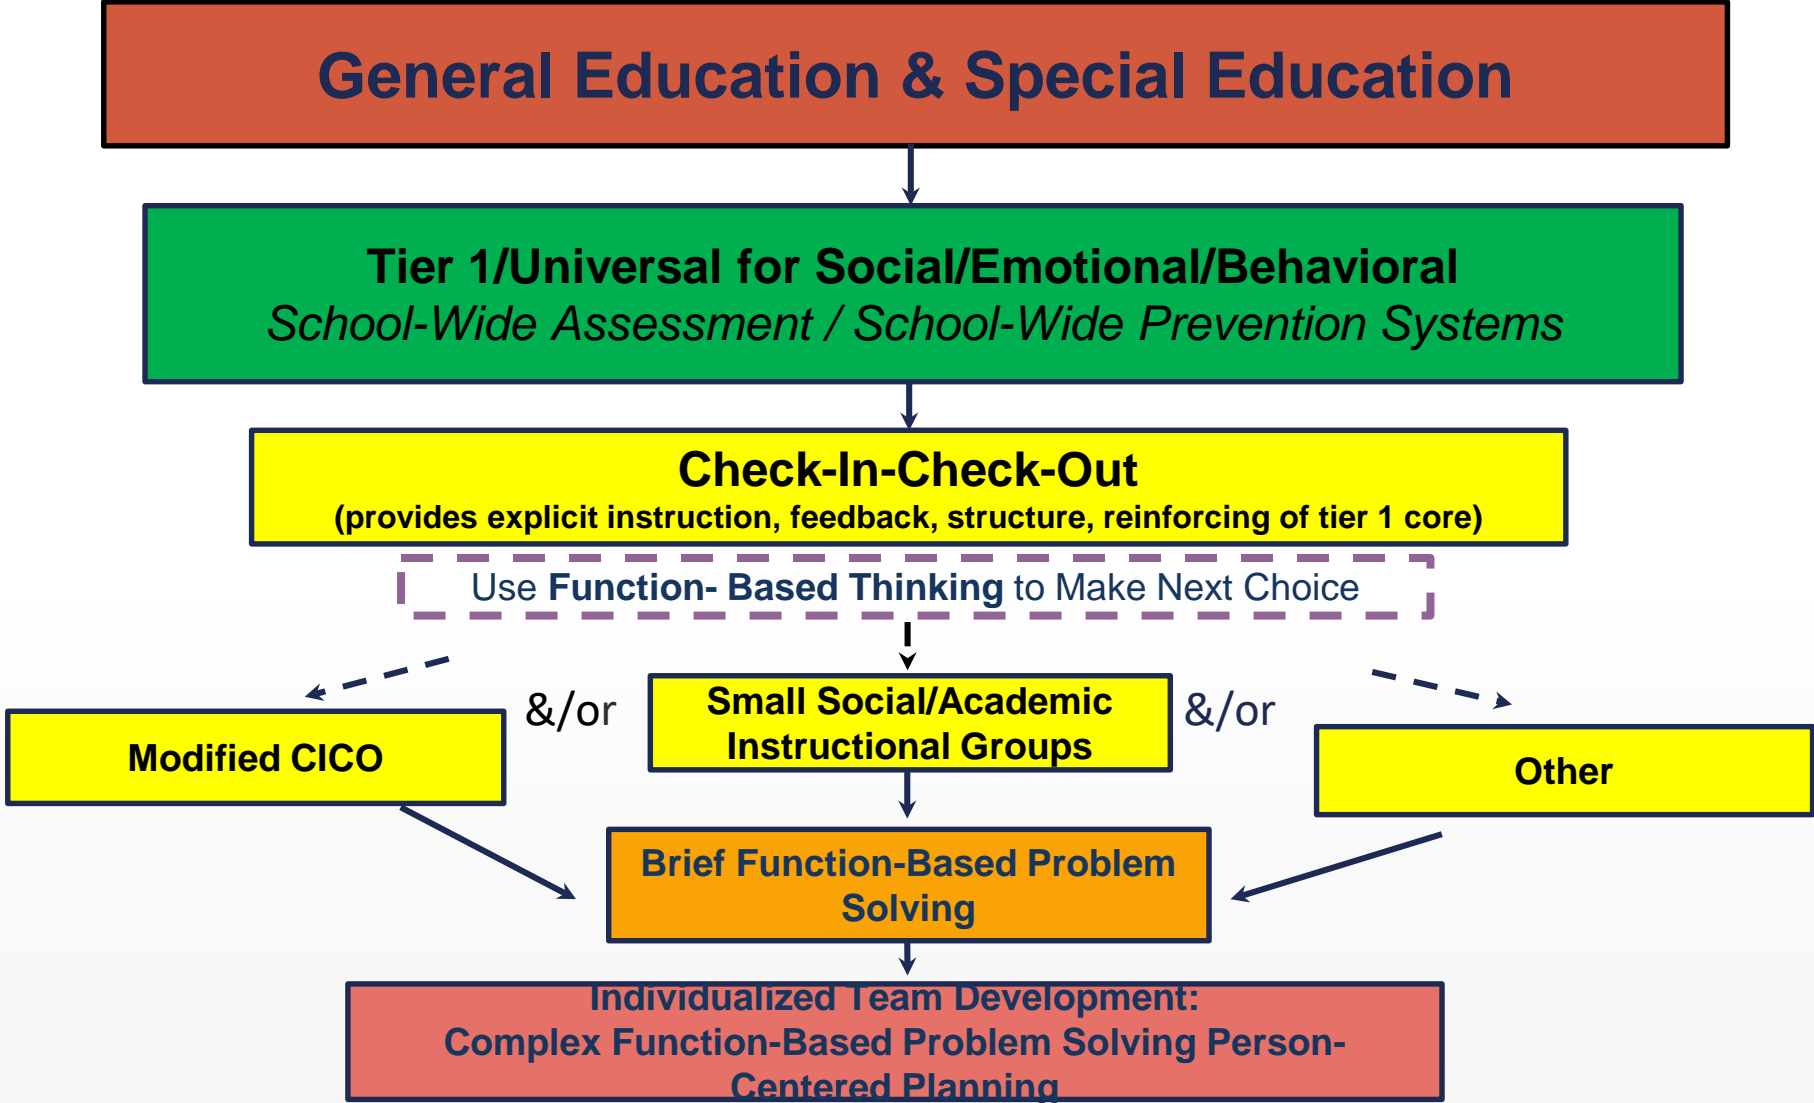 General Education & Special Education
Tier 1/Universal for Social/Emotional/Behavioral
School-Wide Assessment / School-Wide Prevention Systems
Check-In-Check-Out
(provides explicit instruction, feedback, structure, reinforcing of tier 1 core)
Use Function- Based Thinking to Make Next Choice
Modified CICO
&/or
Small Social/Academic
Instructional Groups
&/or
Other
Brief Function-Based Problem
Solving
Individualized Team Development:
Complex Function-Based Problem Solving Person-
Centered Planning